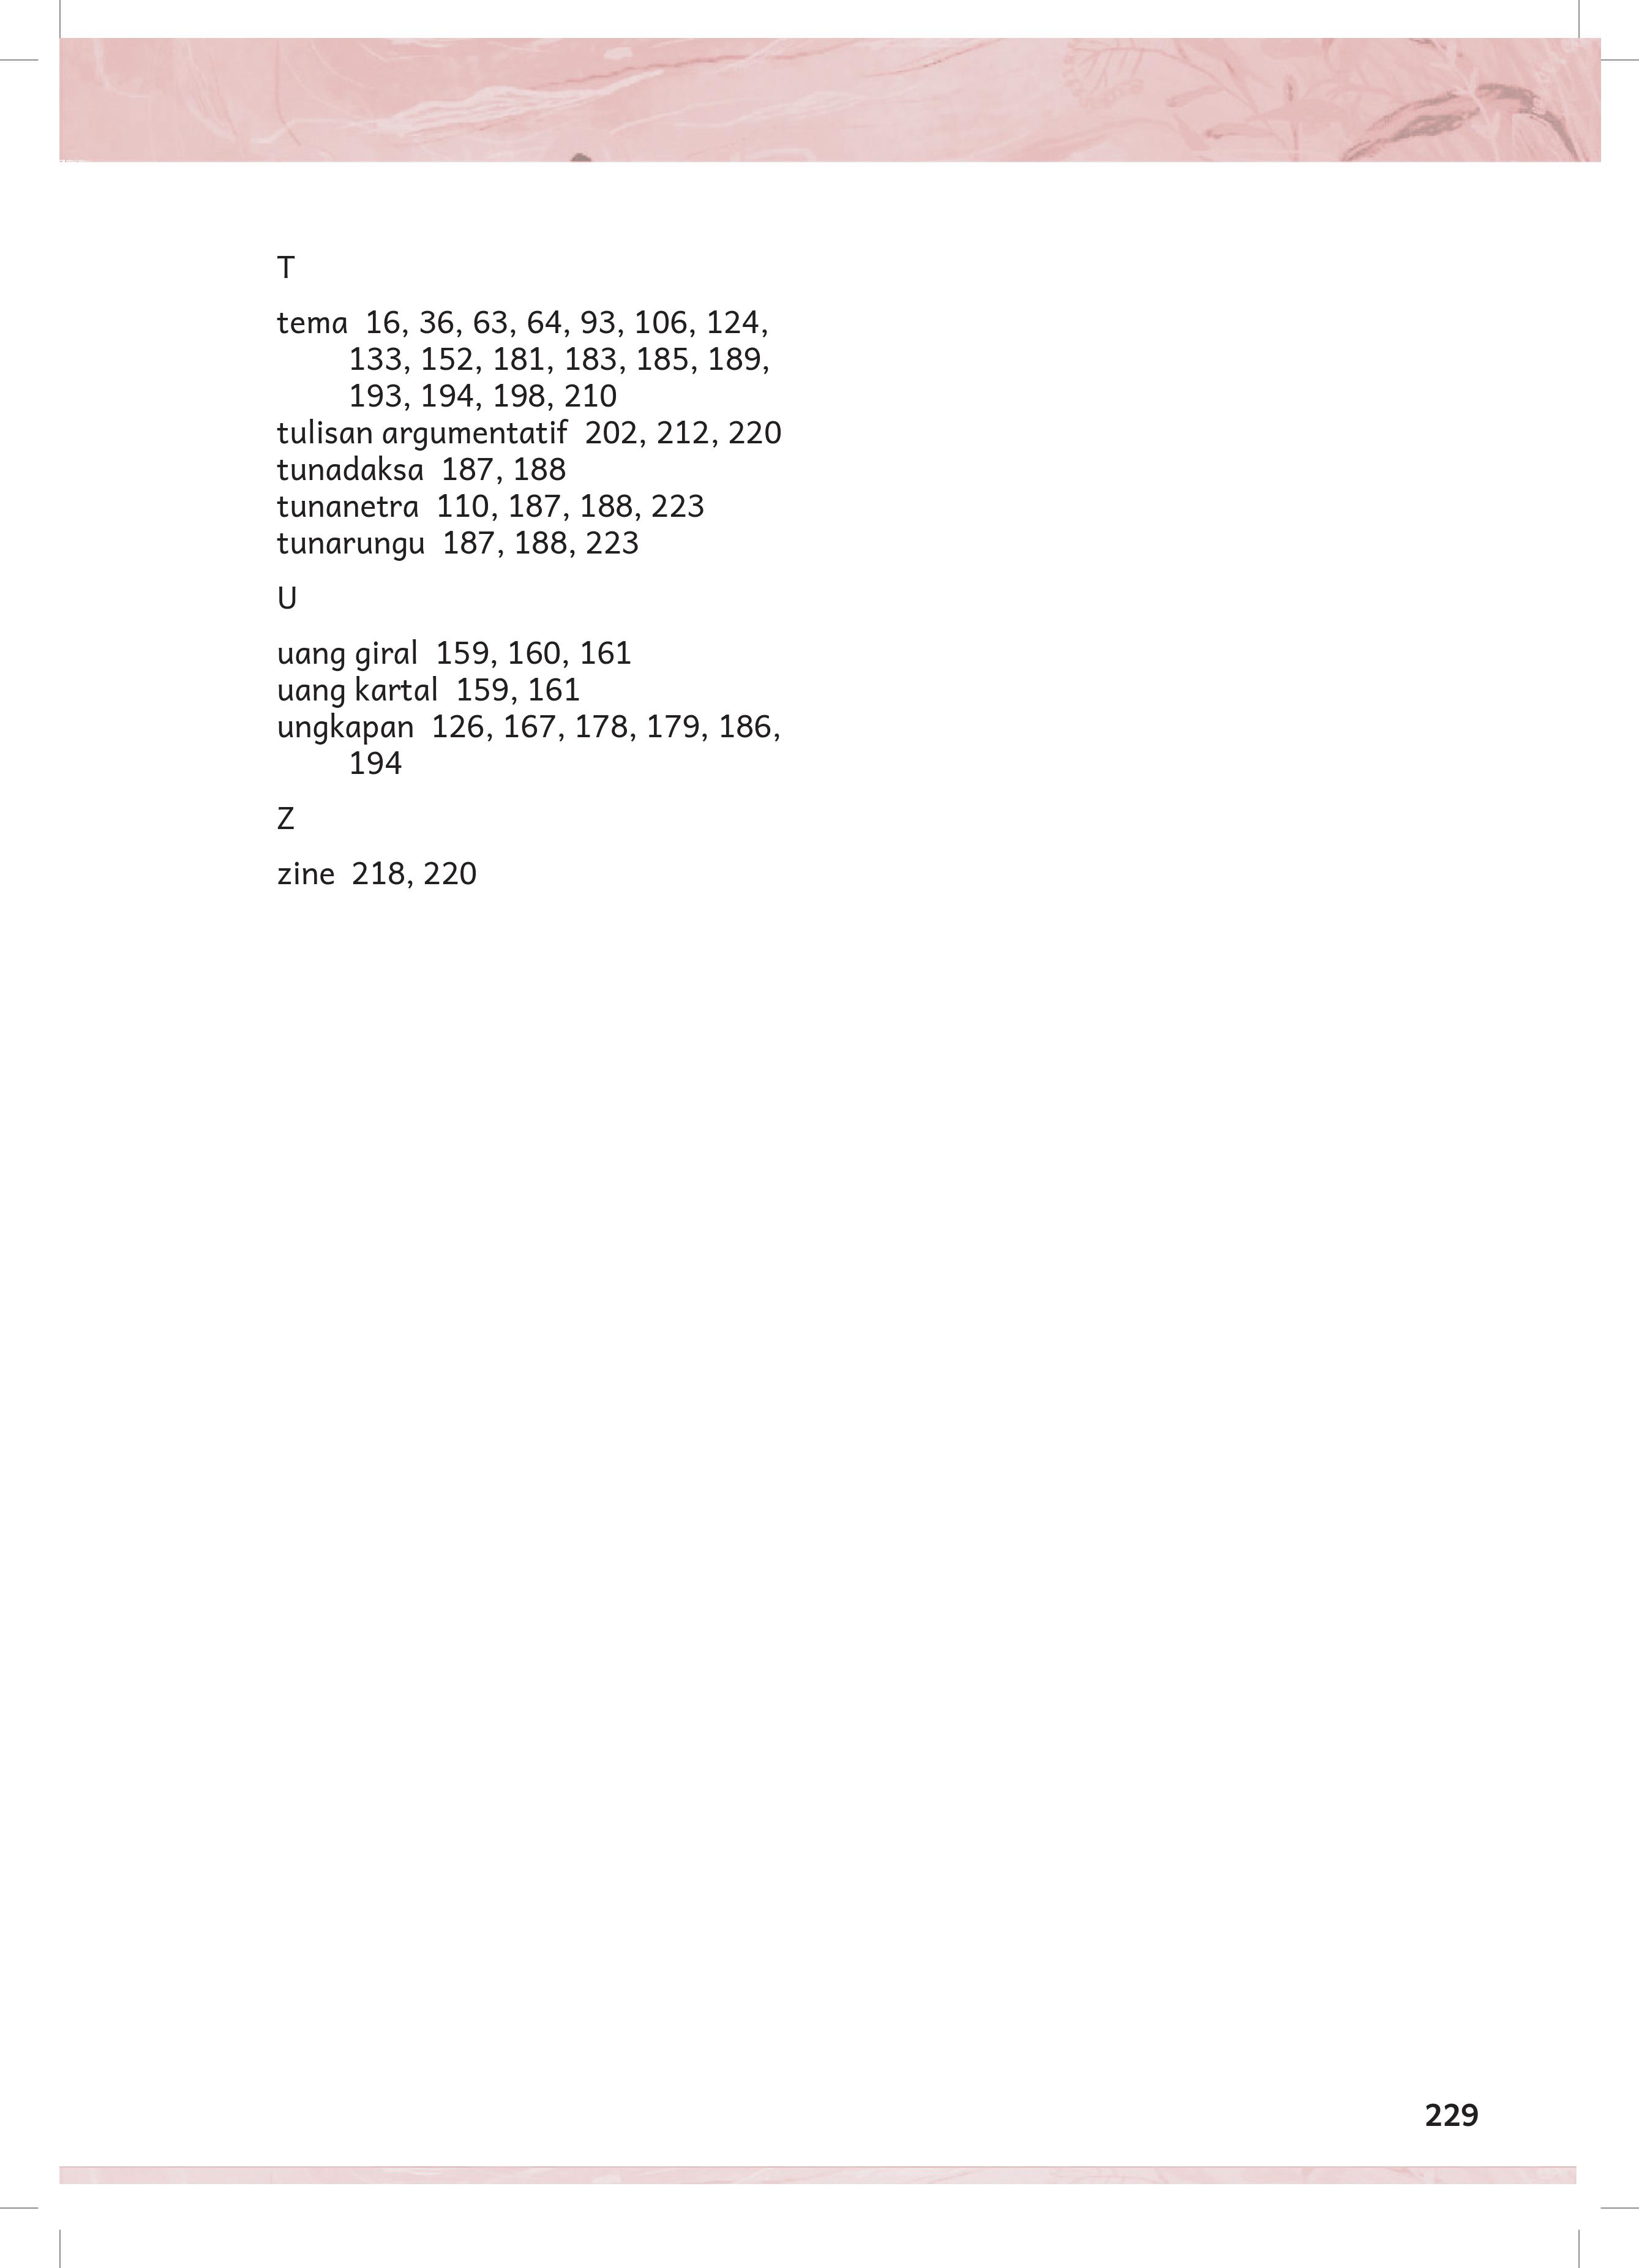 T
tema  16, 36, 63, 64, 93, 106, 124,
133, 152, 181, 183, 185, 189,
193, 194, 198, 210
tulisan argumentatif  202, 212, 220
tunadaksa  187, 188
tunanetra  110, 187, 188, 223
tunarungu  187, 188, 223
U
uang giral  159, 160, 161
uang kartal  159, 161
ungkapan  126, 167, 178, 179, 186,
194
Z
zine  218, 220
229